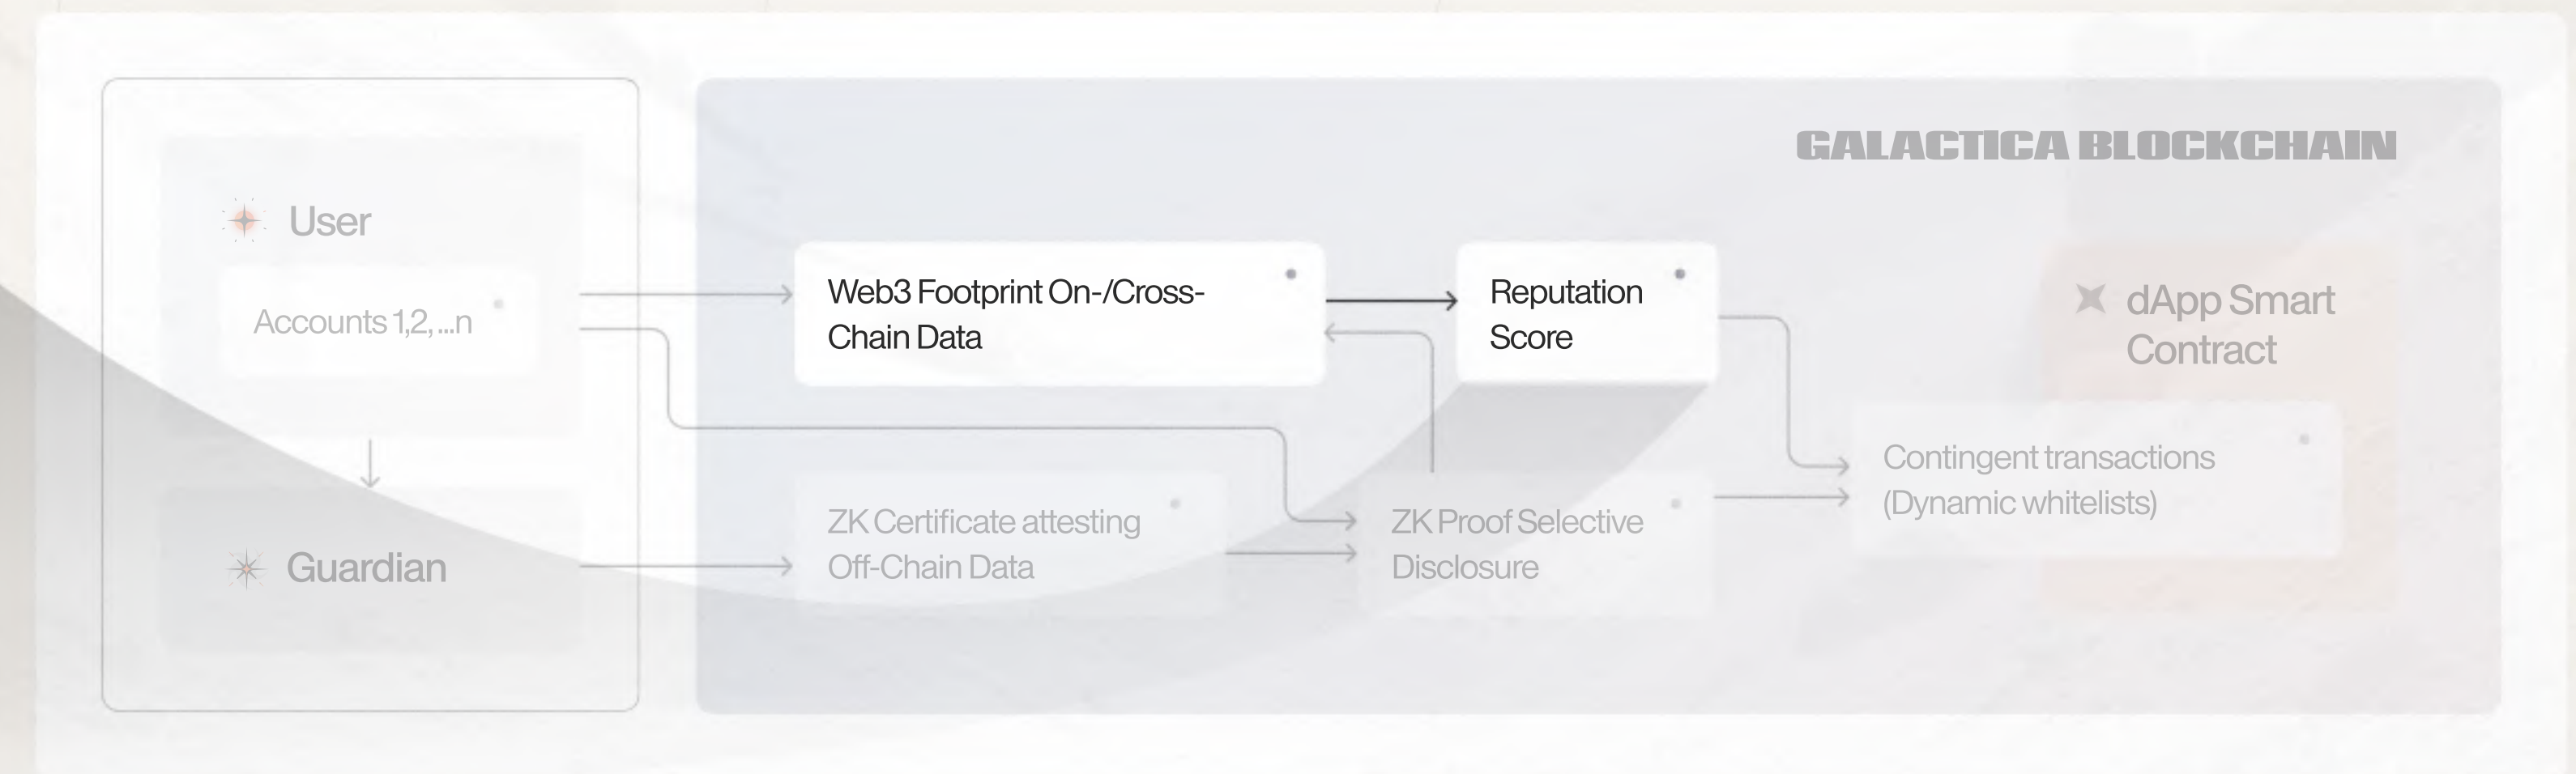 GALACTICA BLOCKCHAIN
User
Accounts 1,2, ...n
Guardian
Web3 Footprint On-/Cross-
Chain Data
Reputation
Score
ZK Certificate attesting
Off-Chain Data
ZK Proof Selective
Disclosure
dApp Smart
Contract
Contingent transactions
(Dynamic whitelists)